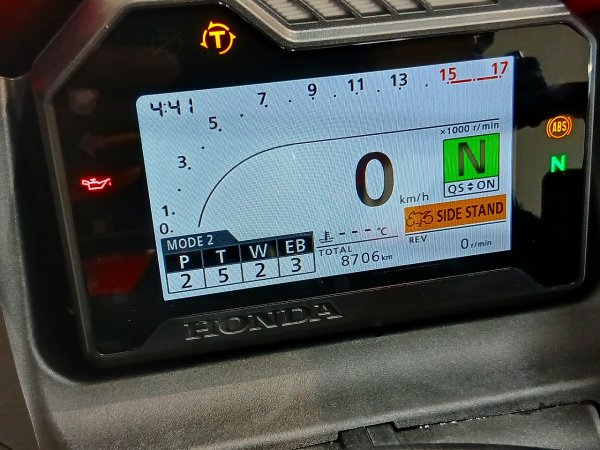 T
4:41
0. 1. 3. 5. 7. 9. 11. 13. 15 17
×1000 r/min
ABS
N
N
QS ON
0 km/h
SIDE STAND
MODE 2
P T W EB
2 5 2 3
--- °C
TOTAL
8706 km
REV 0 r/min
HONDA